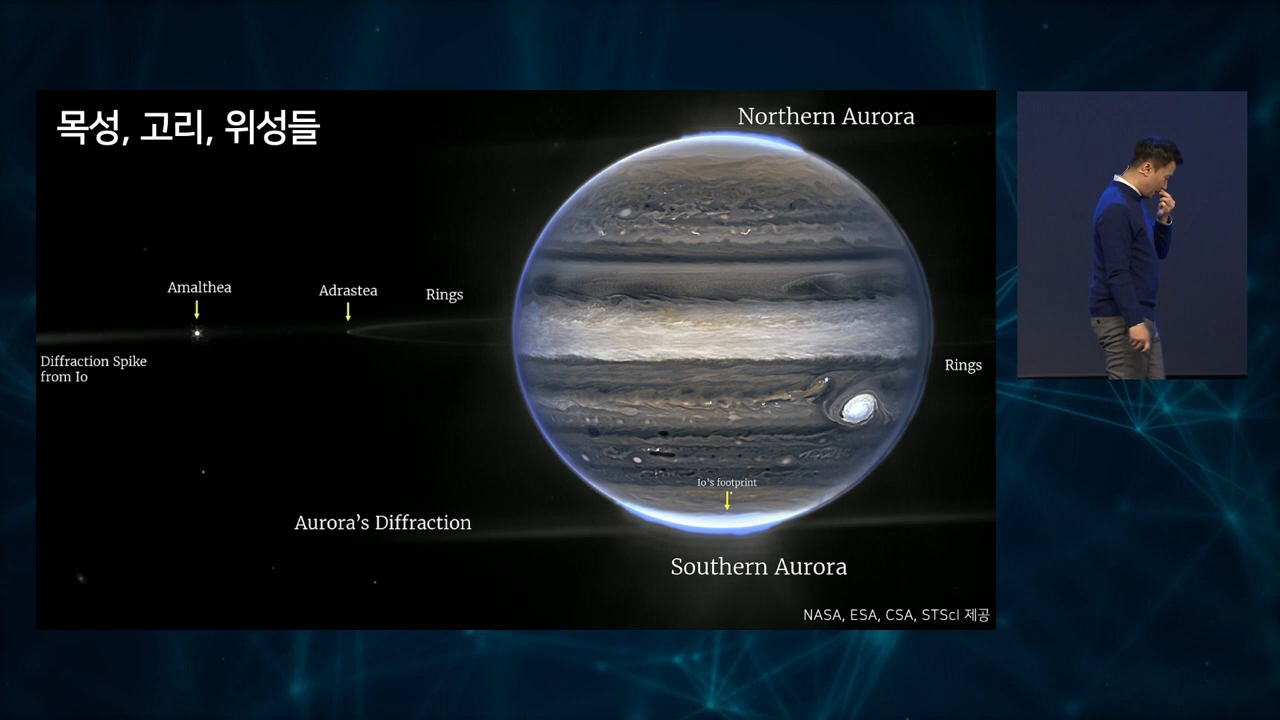 목성, 고리, 위성들
Northern Aurora
Amalthea
Adrastea
Rings
Diffraction Spike
from Io
Rings
Io's footprint
Aurora’s Diffraction
Southern Aurora
NASA, ESA, CSA, STScI 제공